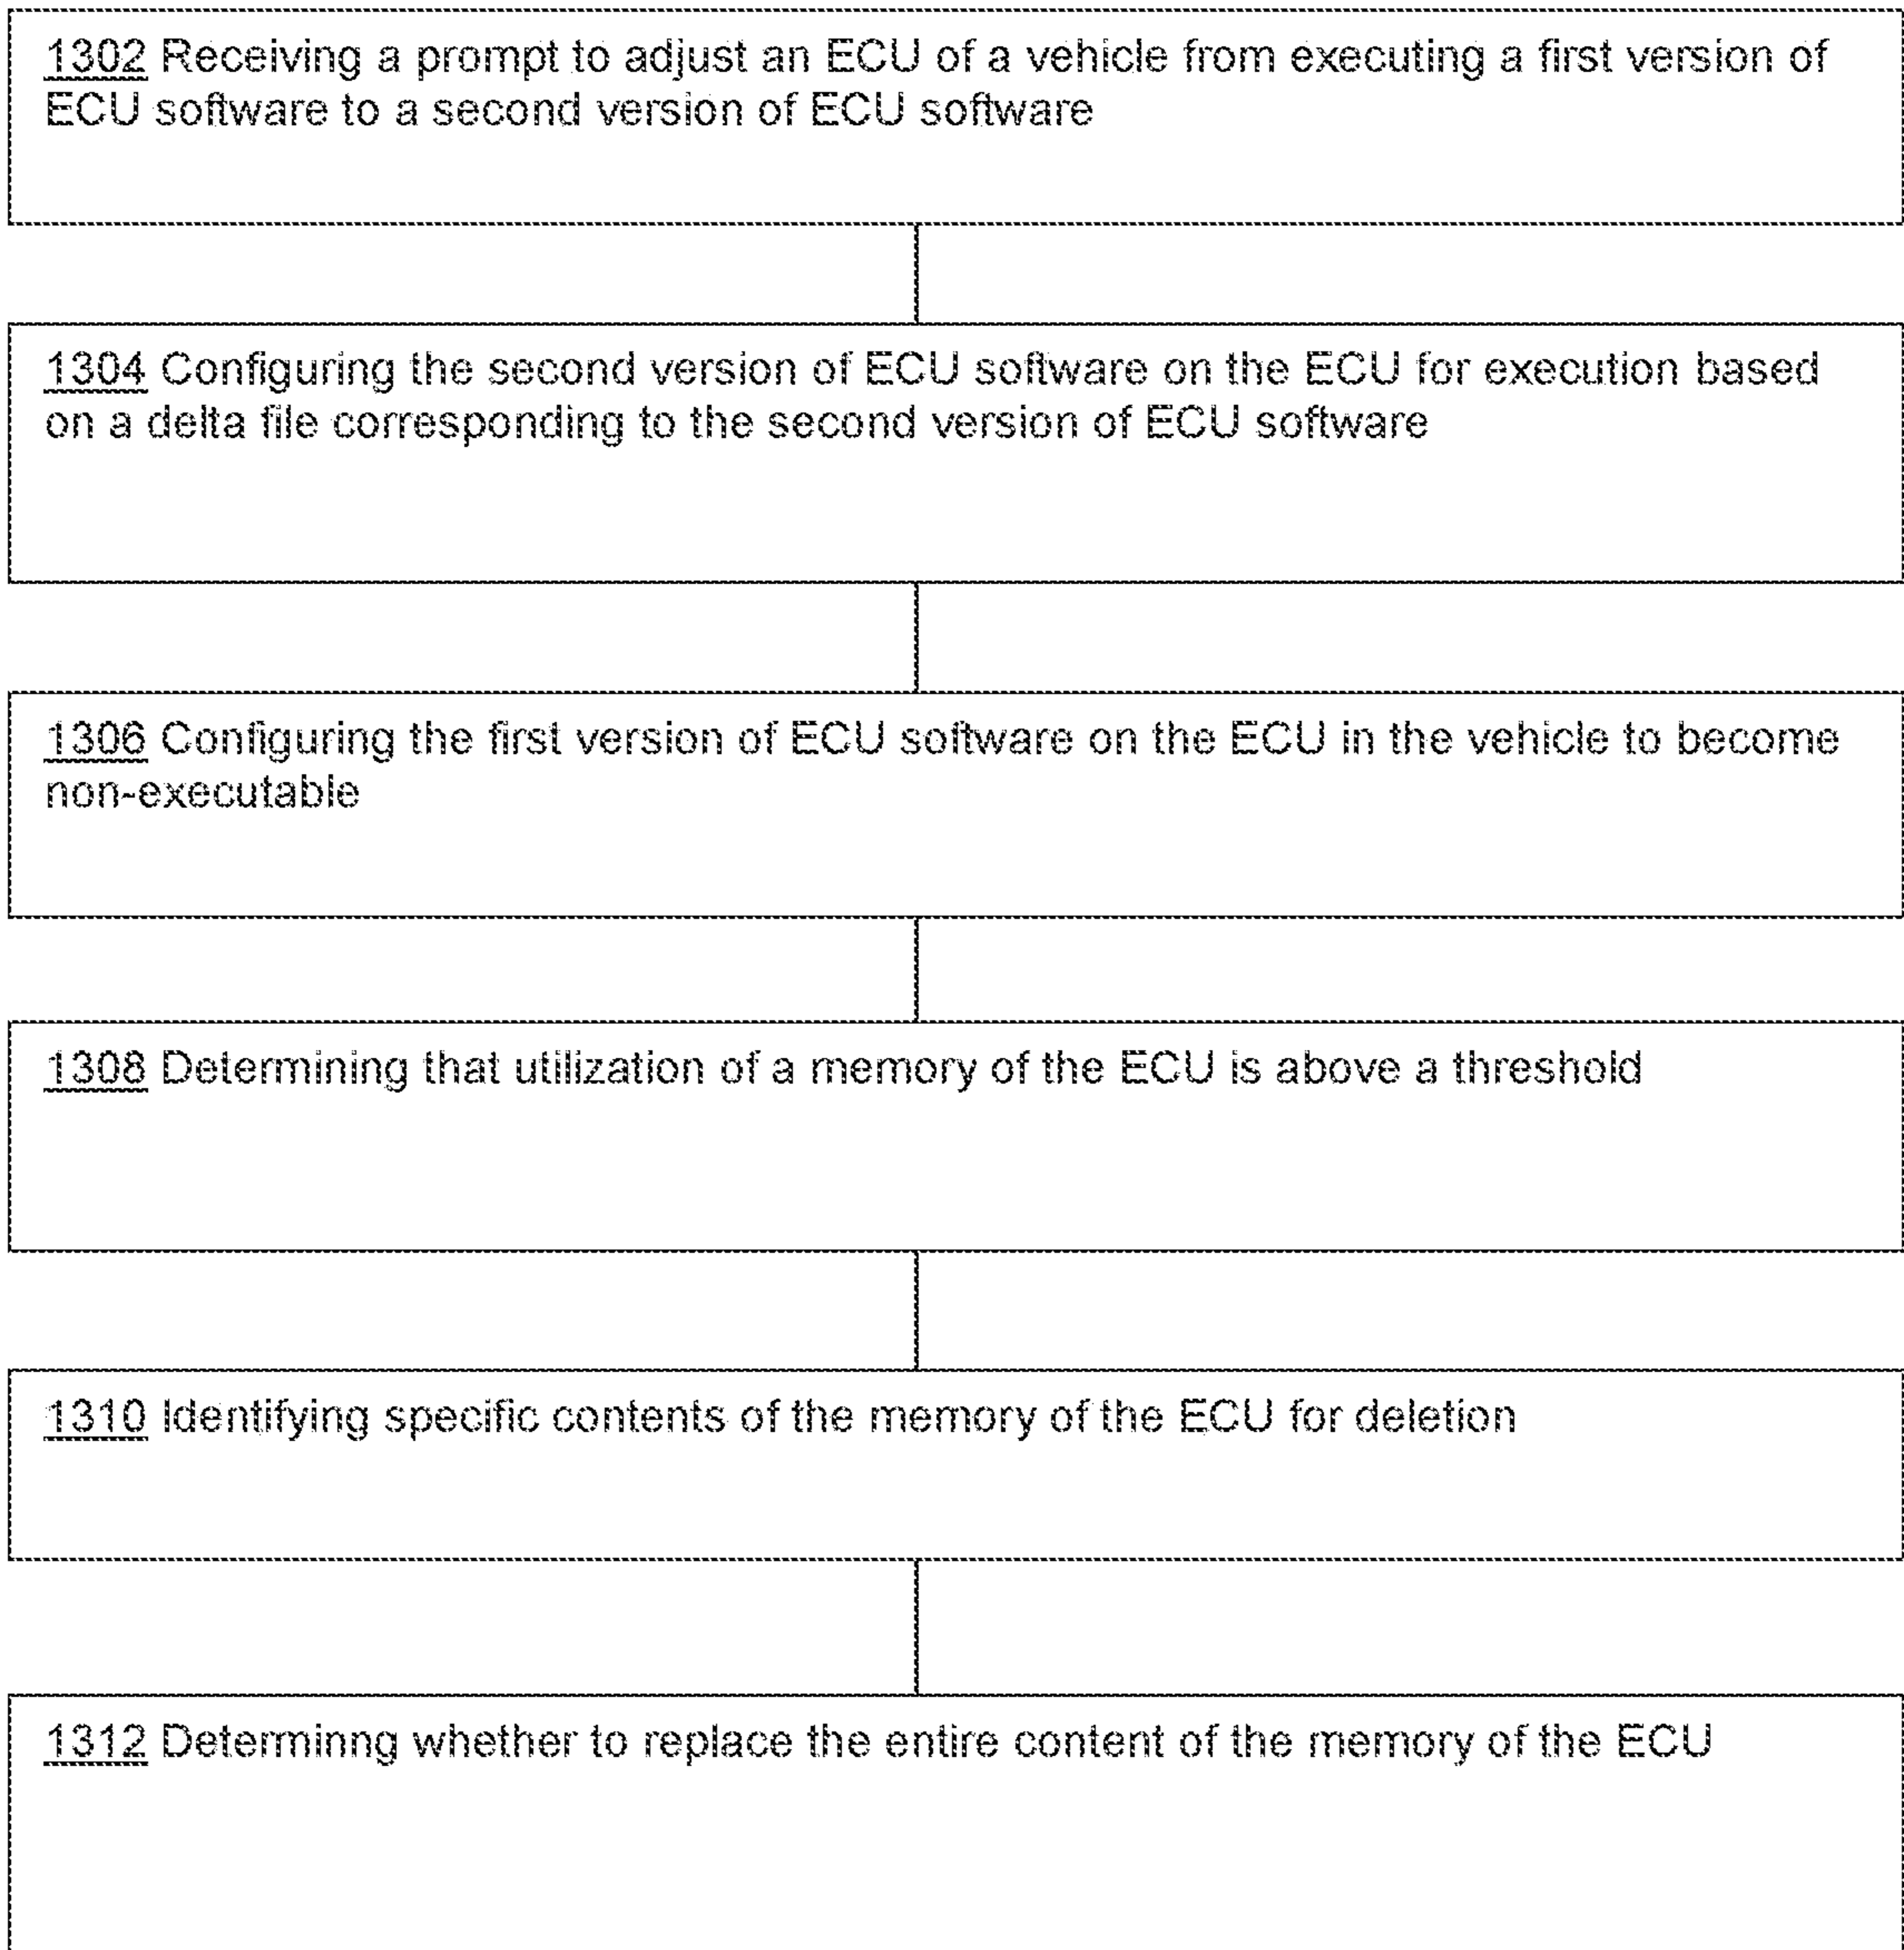 1302 Receiving a prompt to adjust an ECU of a vehicle from executing a first version of
ECU software to a second version of ECU software
1304 Configuring the second version of ECU software on the ECU for execution based
on a delta file corresponding to the second version of ECU software
1306 Configuring the first version of ECU software on the ECU in the vehicle to become
non-executable
1308 Determining that utilization of a memory of the ECU is above a threshold
1310 Identifying specific contents of the memory of the ECU for deletion
1312 Determinng whether to replace the entire content of the memory of the ECU